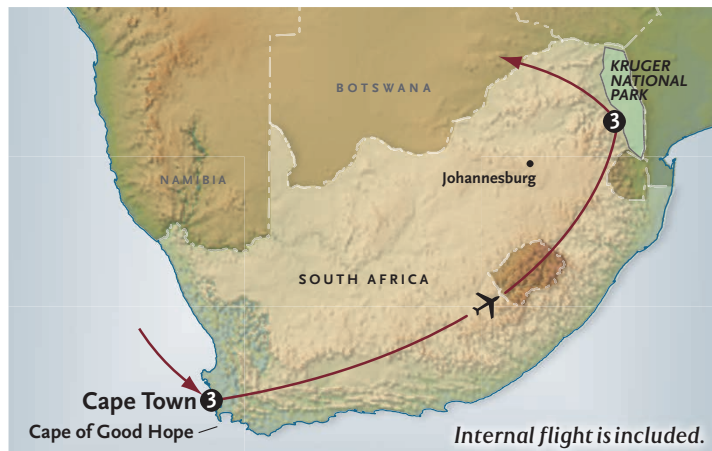 KRUGER
NATIONAL
PARK
BOTSWANA
3
Johannesburg
NAMIBIA
SOUTH AFRICA
Cape Town 3
Cape of Good Hope
Internal flight is included.